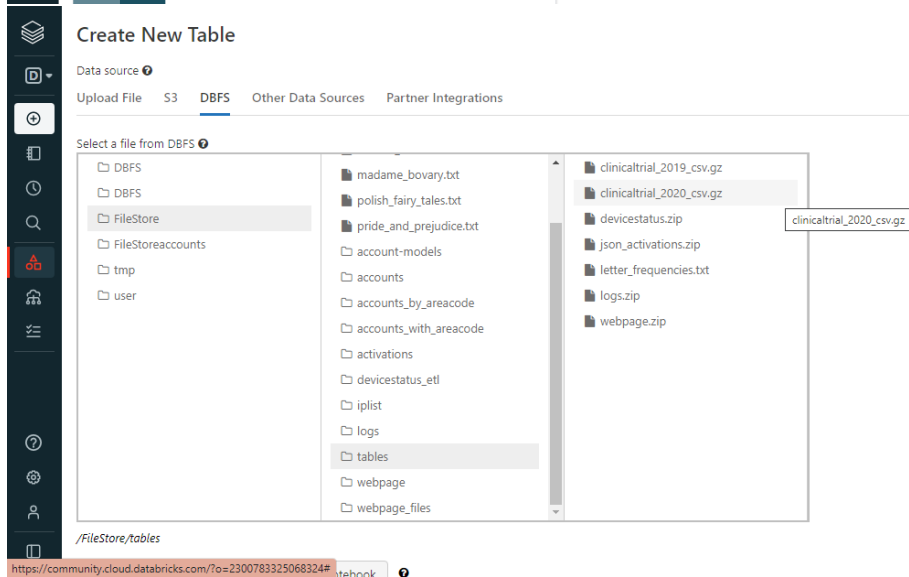 Create New Table
D
Data source
Upload File S3 DBFS Other Data Sources Partner Integrations
Select a file from DBFS
DBFS
DBFS
FileStore
FileStoreaccounts
tmp
user
madame_bovary.txt
polish_fairy_tales.txt
pride_and_prejudice.txt
account-models
accounts
accounts_by_areacode
accounts_with_areacode
activations
devicestatus_etl
iplist
logs
tables
webpage
webpage_files
clinicaltrial_2019_csv.gz
clinicaltrial_2020_csv.gz
devicestatus.zip
json_activations.zip
letter_frequencies.txt
logs.zip
webpage.zip
clinicaltrial_2020_csv.gz
/FileStore/tables
https://community.cloud.databricks.com/?o=2300783325068324#